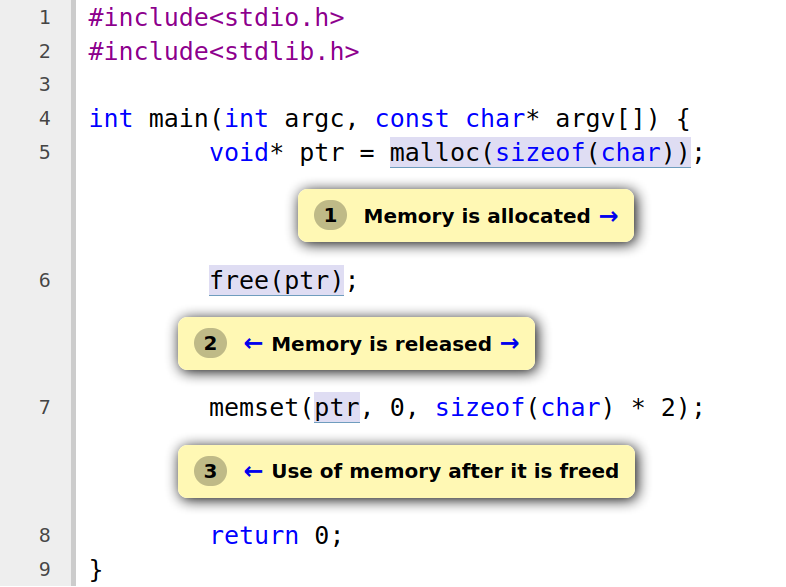 1 #include<stdio.h>
2 #include<stdlib.h>
3
4 int main(int argc, const char* argv[]) {
5 void* ptr = malloc(sizeof(char));
1 Memory is allocated →
6 free(ptr);
2 ← Memory is released →
7 memset(ptr, 0, sizeof(char) * 2);
3 ← Use of memory after it is freed
8 return 0;
9 }